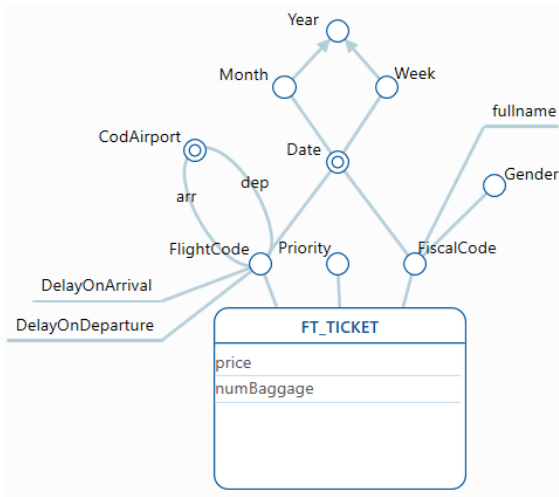 Year
Month
Week
fullname
CodAirport
Date
Gender
arr
dep
FlightCode
Priority
FiscalCode
DelayOnArrival
DelayOnDeparture
FT_TICKET
price
numBaggage